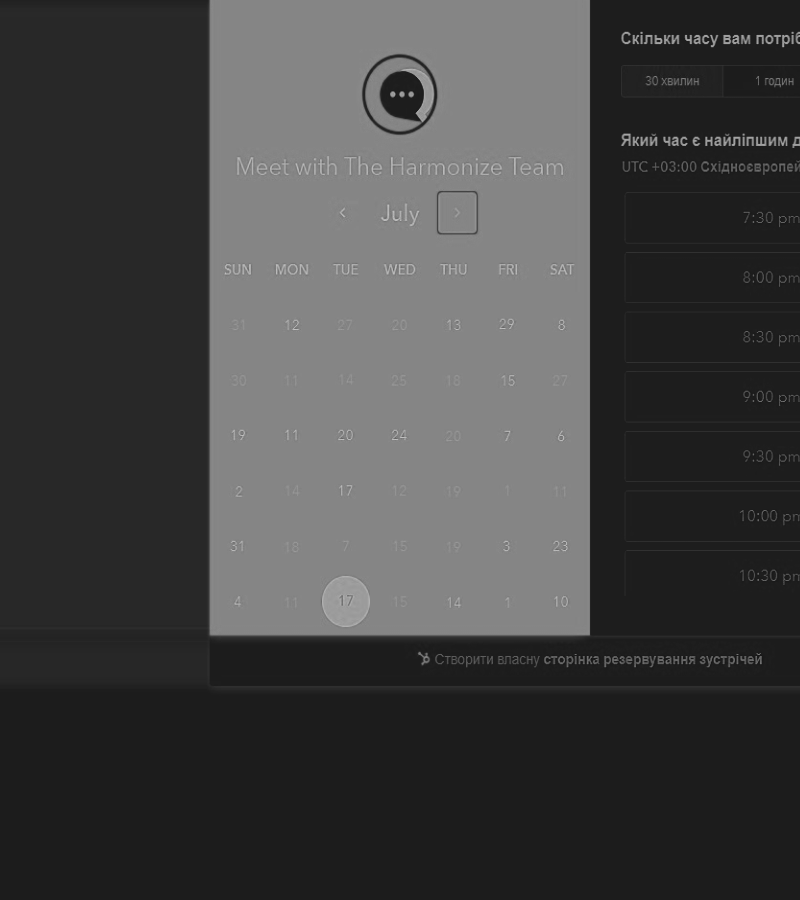 Meet with The Harmonize Team
July
SUN MON TUE WED THU FRI SAT
31 12 27 20 13 29 8
30 11 14 25 18 15 27
19 11 20 24 20 7 6
2 14 17 12 19 1 11
31 18 7 15 19 3 23
4 11 17 15 14 1 10
Скільки часу вам потріб
30 хвилин 1 годин
Який час є найліпшим д
UTC +03:00 Східноєвропей
7:30 pm
8:00 pm
8:30 pm
9:00 pm
9:30 pm
10:00 pm
10:30 pm
Створити власну сторінка резервування зустрічей